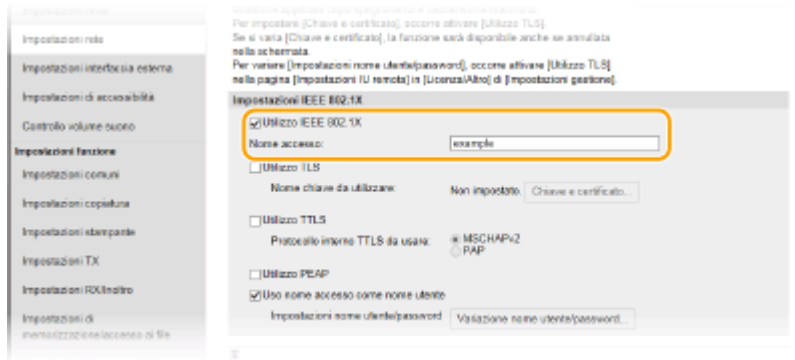 Impostazioni rete
Impostazioni interfaccia esterna
Impostazioni di accessibilità
Controllo volume suono
Impostazioni funzione
Impostazioni comuni
Impostazioni copiatura
Impostazioni stampante
Impostazioni TX
Impostazioni RX/Inoltro
Impostazioni di
memorizzazione/accesso ai file
Per impostare [Chiave e certificato], occorre attivare [Utilizzo TLS].
Se si varia [Chiave e certificato], la funzione sarà disponibile anche se annullata
nella schermata.
Per variare [Impostazioni nome utente/password], occorre attivare [Utilizzo TLS]
nella pagina [Impostazioni IU remota] in [Licenza/Altro] di [Impostazioni gestione].
Impostazioni IEEE 802.1X
Utilizzo IEEE 802.1X
Nome accesso: example
Utilizzo TLS
Nome chiave da utilizzare: Non impostato. Chiave e certificato...
Utilizzo TTLS
Protocollo interno TTLS da usare: MSCHAPv2
PAP
Utilizzo PEAP
Uso nome accesso come nome utente
Impostazioni nome utente/password Variazione nome utente/password...